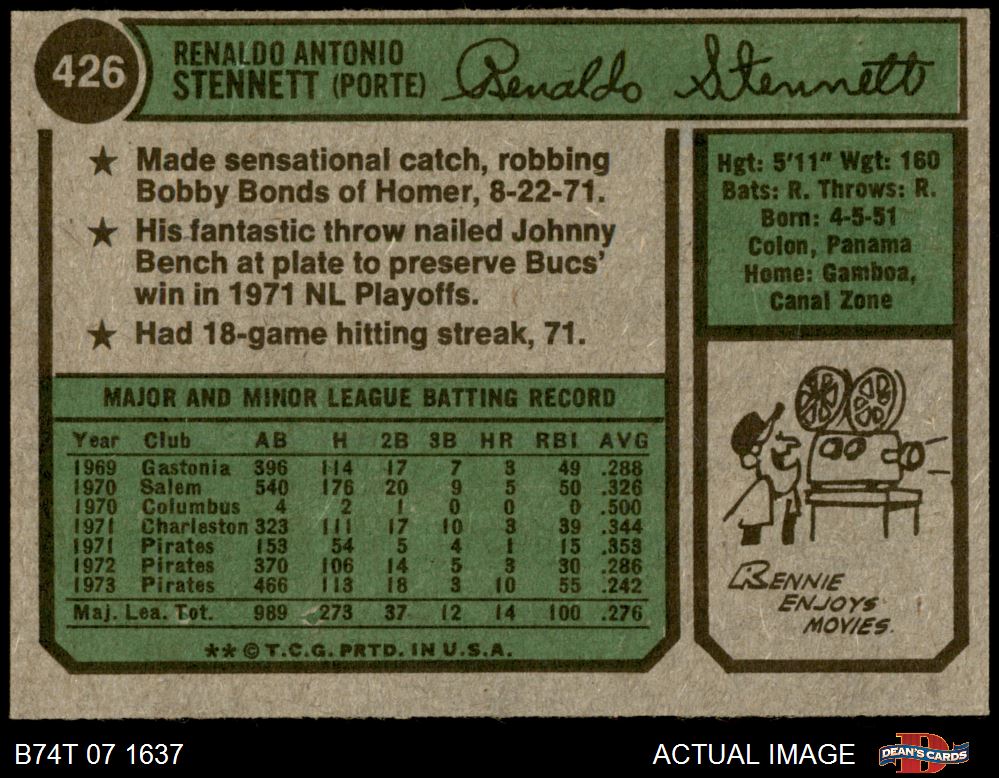 426
RENALDO ANTONIO
STENNETT (PORTE)
Renaldo Stennett
★ Made sensational catch, robbing
Bobby Bonds of Homer, 8-22-71.
★ His fantastic throw nailed Johnny
Bench at plate to preserve Bucs'
win in 1971 NL Playoffs.
★ Had 18-game hitting streak, 71.
MAJOR AND MINOR LEAGUE BATTING RECORD
Year Club AB H 2B 3B HR RBI AVG
1969 Gastonia 396 114 17 7 3 49 .288
1970 Salem 540 176 20 9 5 50 .326
1970 Columbus 4 2 1 0 0 0 .500
1971 Charleston 323 111 17 10 3 39 .344
1971 Pirates 153 54 5 4 1 15 .353
1972 Pirates 370 106 14 5 3 30 .286
1973 Pirates 466 113 18 3 10 55 .242
Maj. Lea. Tot. 989 273 37 12 14 100 .276
** © T.C.G. PRTD. IN U.S.A.
Hgt: 5'11" Wgt: 160
Bats: R. Throws: R.
Born: 4-5-51
Colon, Panama
Home: Gamboa,
Canal Zone
RENNIE
ENJOYS
MOVIES.
B74T 07 1637
ACTUAL IMAGE
DEAN'S CARDS